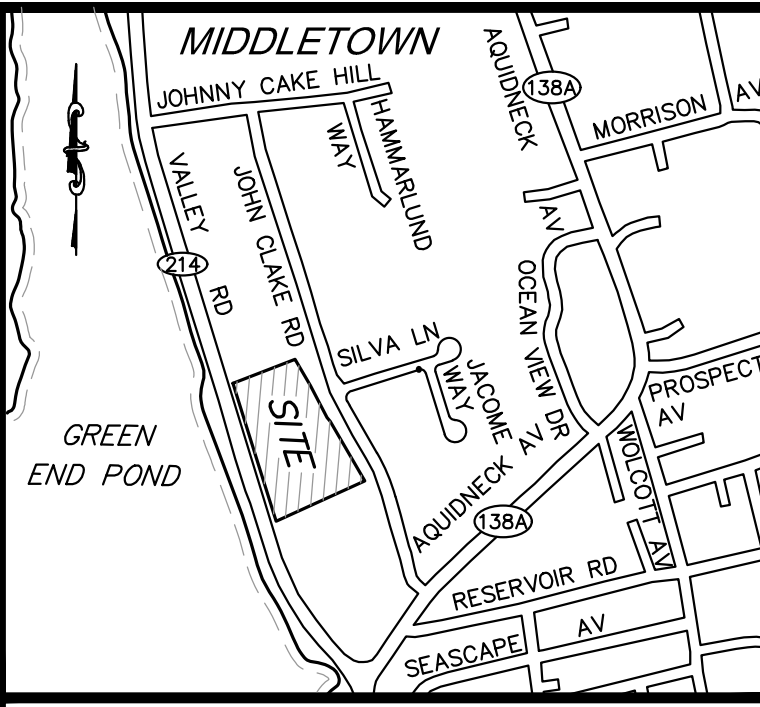 MIDDLETOWN
JOHNNY CAKE HILL
HAMMARLUND
WAY
AQUIDNECK
AV
138A
MORRISON
AV
VALLEY
RD
214
JOHN CLAKE RD
OCEAN VIEW DR
SILVA LN
JACOME
WAY
SITE
PROSPECT
AV
GREEN
END POND
AQUIDNECK AV
138A
WOLCOTT AV
RESERVOIR RD
SEASCAPE
AV